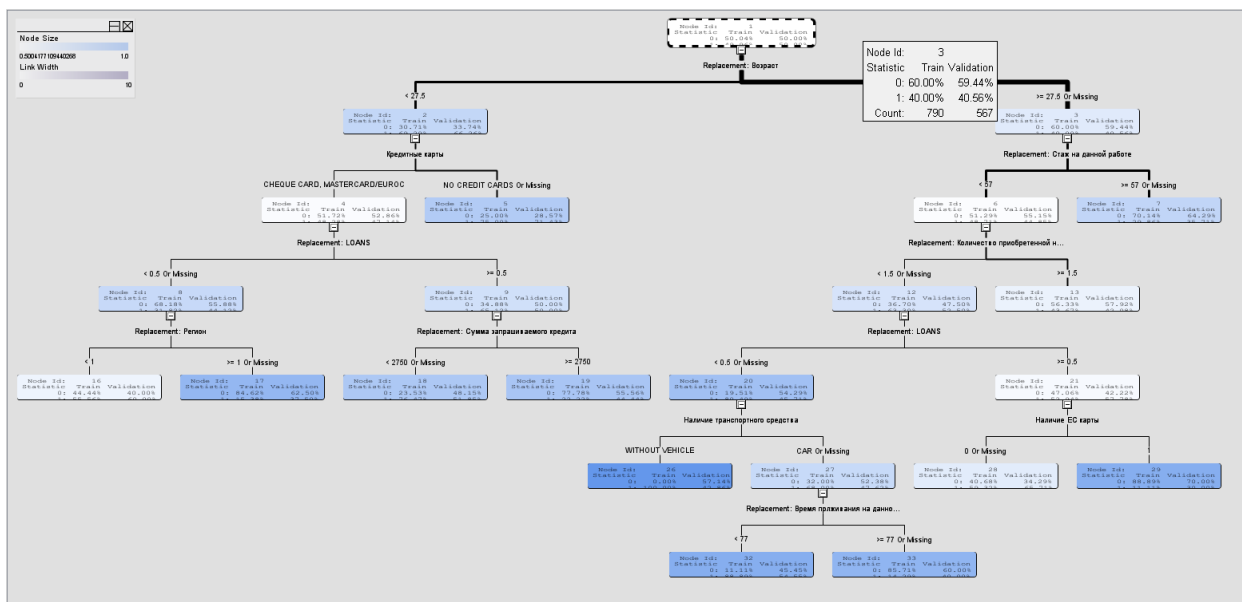 Node Size
0.5004177109440268 1.0
Link Width
0 10
Node Id: 1
Statistic Train Validation
0: 50.04% 50.00%
Replacement: Возраст
Node Id: 3
Statistic Train Validation
0: 60.00% 59.44%
1: 40.00% 40.56%
Count: 790 567
< 27.5
>= 27.5 Or Missing
Node Id: 2
Statistic Train Validation
0: 30.71% 33.74%
Node Id: 3
Statistic Train Validation
0: 60.00% 59.44%
Кредитные карты
Replacement: Стаж на данной работе
CHEQUE CARD, MASTERCARD/EUROC
NO CREDIT CARDS Or Missing
< 57
>= 57 Or Missing
Node Id: 4
Statistic Train Validation
0: 51.72% 52.86%
Node Id: 5
Statistic Train Validation
0: 25.00% 28.57%
Node Id: 6
Statistic Train Validation
0: 51.29% 55.15%
Node Id: 7
Statistic Train Validation
0: 70.14% 64.29%
Replacement: LOANS
Replacement: Количество приобретенной н...
< 0.5 Or Missing
>= 0.5
< 1.5 Or Missing
>= 1.5
Node Id: 8
Statistic Train Validation
0: 68.18% 55.88%
Node Id: 9
Statistic Train Validation
0: 34.88% 50.00%
Node Id: 12
Statistic Train Validation
0: 36.70% 47.50%
Node Id: 13
Statistic Train Validation
0: 56.33% 57.92%
Replacement: Регион
Replacement: Сумма запрашиваемого кредита
Replacement: LOANS
< 1
>= 1 Or Missing
< 2750 Or Missing
>= 2750
< 0.5 Or Missing
>= 0.5
Node Id: 16
Statistic Train Validation
0: 44.44% 40.00%
Node Id: 17
Statistic Train Validation
0: 84.62% 62.50%
Node Id: 18
Statistic Train Validation
0: 23.53% 48.15%
Node Id: 19
Statistic Train Validation
0: 77.78% 55.56%
Node Id: 20
Statistic Train Validation
0: 19.51% 54.29%
Node Id: 21
Statistic Train Validation
0: 47.06% 42.22%
Наличие транспортного средства
Наличие EC карты
WITHOUT VEHICLE
CAR Or Missing
0 Or Missing
1
Node Id: 26
Statistic Train Validation
0: 0.00% 57.14%
Node Id: 27
Statistic Train Validation
0: 32.00% 52.38%
Node Id: 28
Statistic Train Validation
0: 40.68% 34.29%
Node Id: 29
Statistic Train Validation
0: 88.89% 70.00%
Replacement: Время прлживания на данно...
< 77
>= 77 Or Missing
Node Id: 32
Statistic Train Validation
0: 11.11% 45.45%
Node Id: 33
Statistic Train Validation
0: 85.71% 60.00%